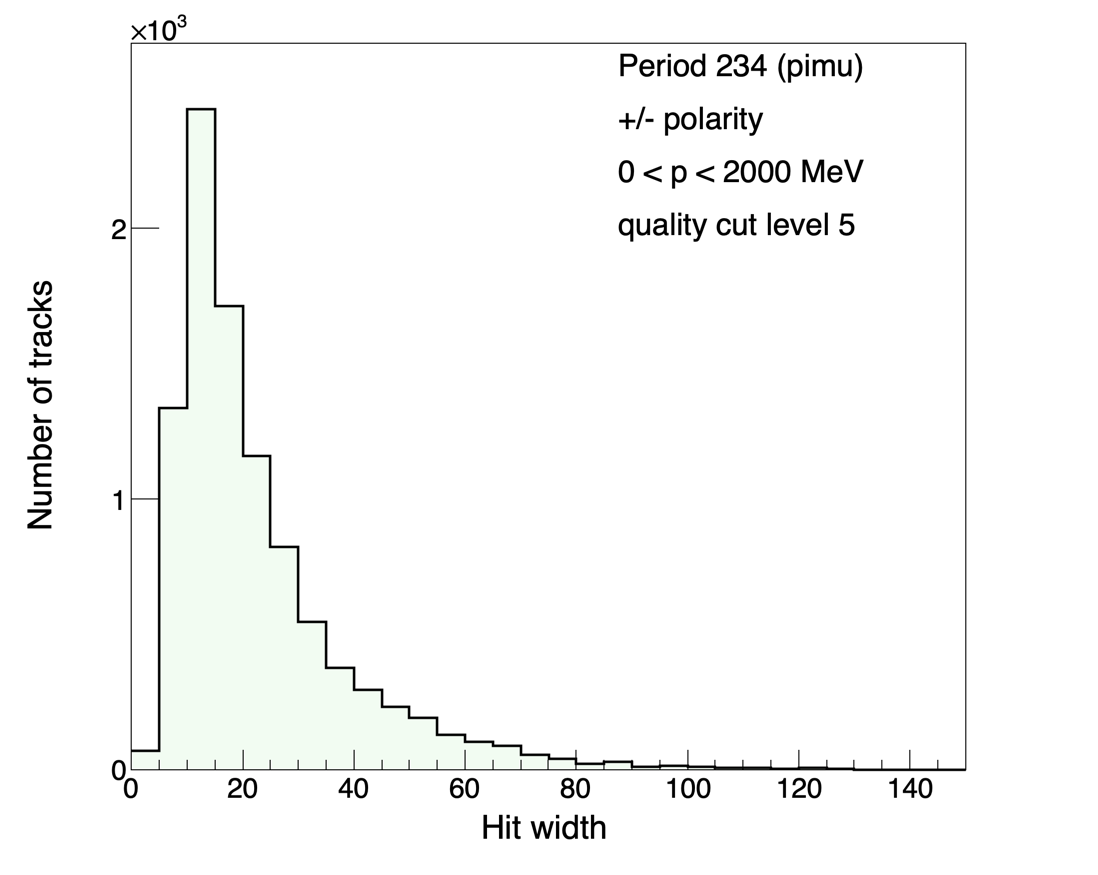 ×10³
Period 234 (pimu)
+/- polarity
0 < p < 2000 MeV
quality cut level 5
2
1
0
Number of tracks
0 20 40 60 80 100 120 140
Hit width